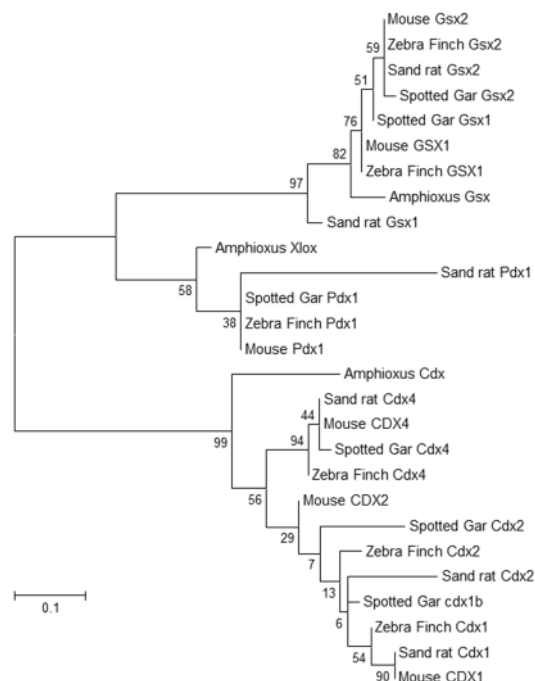 Mouse Gsx2
59
Zebra Finch Gsx2
Sand rat Gsx2
51
Spotted Gar Gsx2
76
Spotted Gar Gsx1
Mouse GSX1
82
Zebra Finch GSX1
97
Amphioxus Gsx
Sand rat Gsx1
Amphioxus Xlox
Sand rat Pdx1
58
Spotted Gar Pdx1
38
Zebra Finch Pdx1
Mouse Pdx1
Amphioxus Cdx
Sand rat Cdx4
44
Mouse CDX4
99
94
Spotted Gar Cdx4
Zebra Finch Cdx4
56
Mouse CDX2
Spotted Gar Cdx2
29
Zebra Finch Cdx2
7
Sand rat Cdx2
13
Spotted Gar cdx1b
0.1
6
Zebra Finch Cdx1
54
Sand rat Cdx1
90
Mouse CDX1